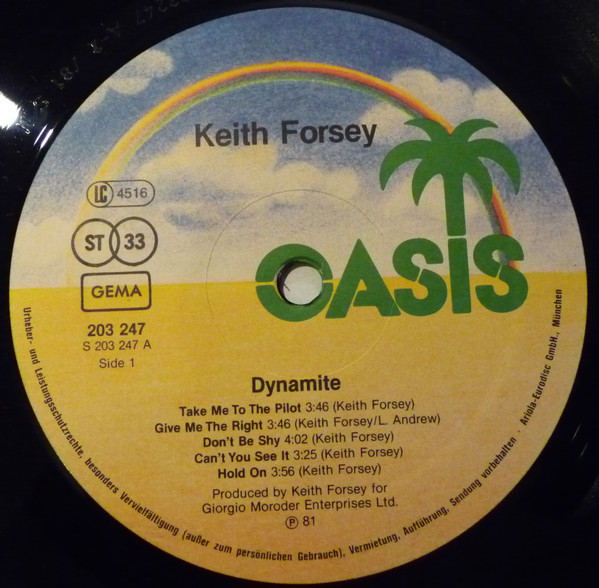 Keith Forsey
LC 4516
ST 33
GEMA
OASIS
203 247
S 203 247 A
Side 1
Dynamite
Take Me To The Pilot 3:46 (Keith Forsey)
Give Me The Right 3:46 (Keith Forsey/L. Andrew)
Don't Be Shy 4:02 (Keith Forsey)
Can't You See It 3:25 (Keith Forsey)
Hold On 3:56 (Keith Forsey)
Produced by Keith Forsey for
Giorgio Moroder Enterprises Ltd.
Ⓟ 81
Urheber- und Leistungsschutzrechte, besonders Vervielfältigung (außer zum persönlichen Gebrauch), Vermietung, Aufführung, Sendung vorbehalten · Ariola-Eurodisc GmbH., München